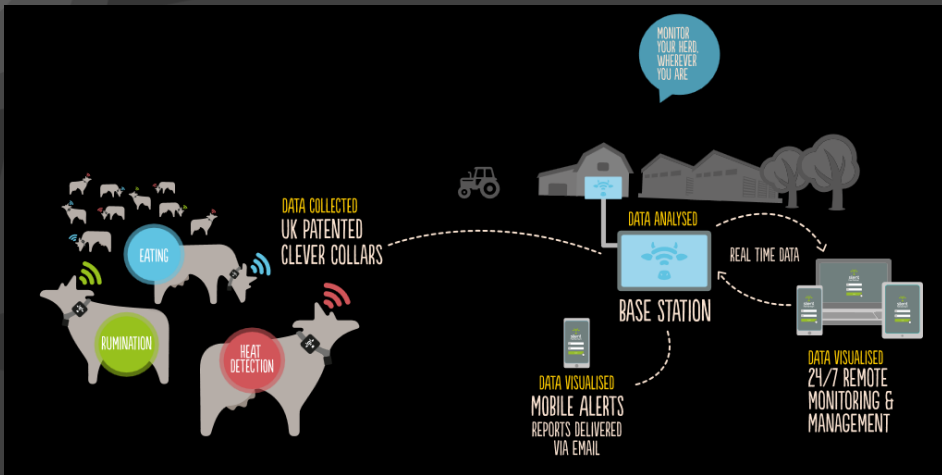 MONITOR
YOUR HERD,
WHEREVER
YOU ARE
DATA COLLECTED
UK PATENTED
CLEVER COLLARS
EATING
RUMINATION
HEAT
DETECTION
DATA ANALYSED
BASE STATION
REAL TIME DATA
DATA VISUALISED
MOBILE ALERTS
REPORTS DELIVERED
VIA EMAIL
DATA VISUALISED
24/7 REMOTE
MONITORING &
MANAGEMENT